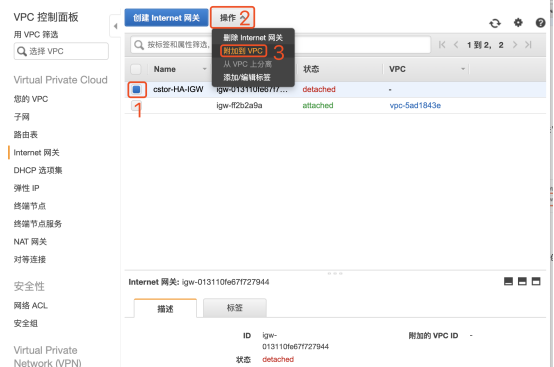 VPC 控制面板
用 VPC 筛选
选择 VPC
Virtual Private Cloud
您的 VPC
子网
路由表
Internet 网关
DHCP 选项集
弹性 IP
终端节点
终端节点服务
NAT 网关
对等连接
安全性
网络 ACL
安全组
Virtual Private
Network (VPN)
创建 Internet 网关
操作
2
按标签和属性筛选,
1 到 2, 2
删除 Internet 网关
附加到 VPC
3
从 VPC 上分离
添加/编辑标签
Name
状态
VPC
cstor-HA-IGW
igw-013110fe67f7...
detached
-
1
igw-ff2b2a9a
attached
vpc-5ad1843e
Internet 网关: igw-013110fe67f727944
描述
标签
ID
igw-
013110fe67f727944
附加的 VPC ID
-
状态
detached